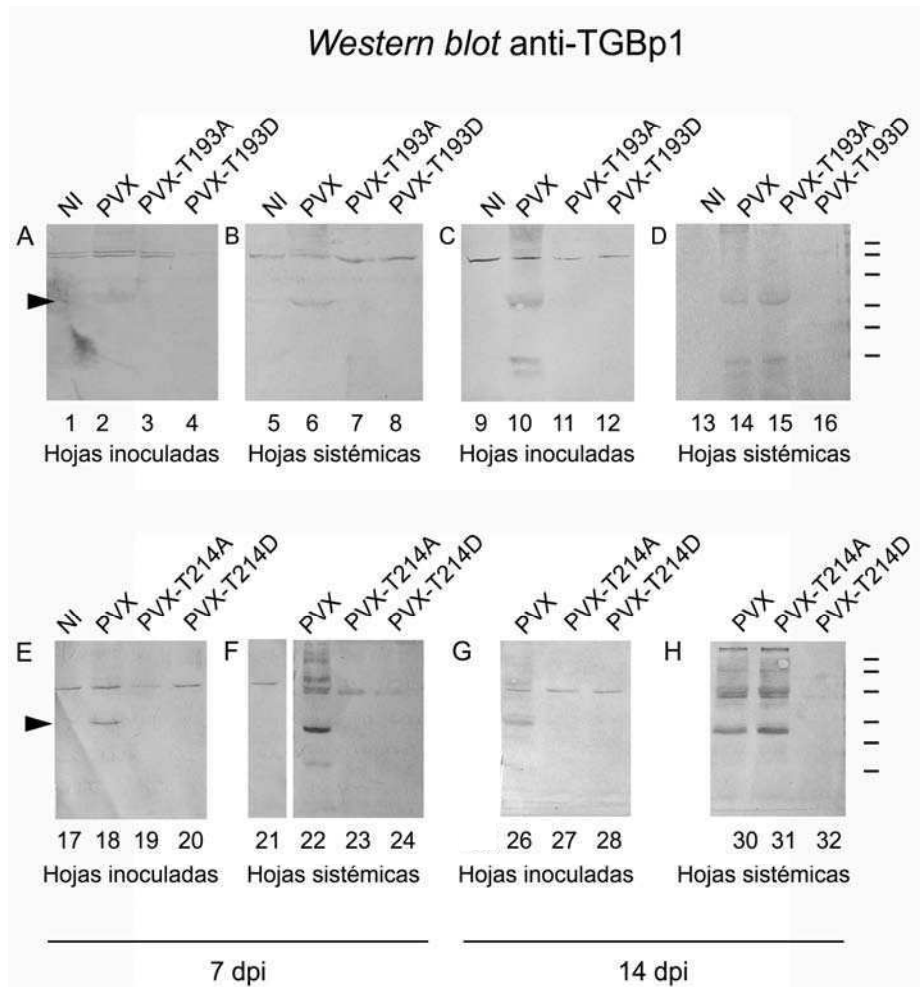 Western blot anti-TGBp1
NI PVX PVX-T193A PVX-T193D
NI PVX PVX-T193A PVX-T193D
NI PVX PVX-T193A PVX-T193D
NI PVX PVX-T193A PVX-T193D
A B C D
1 2 3 4 5 6 7 8 9 10 11 12 13 14 15 16
Hojas inoculadas Hojas sistémicas Hojas inoculadas Hojas sistémicas
NI PVX PVX-T214A PVX-T214D
PVX PVX-T214A PVX-T214D
PVX PVX-T214A PVX-T214D
PVX PVX-T214A PVX-T214D
E F G H
17 18 19 20 21 22 23 24 26 27 28 30 31 32
Hojas inoculadas Hojas sistémicas Hojas inoculadas Hojas sistémicas
7 dpi 14 dpi